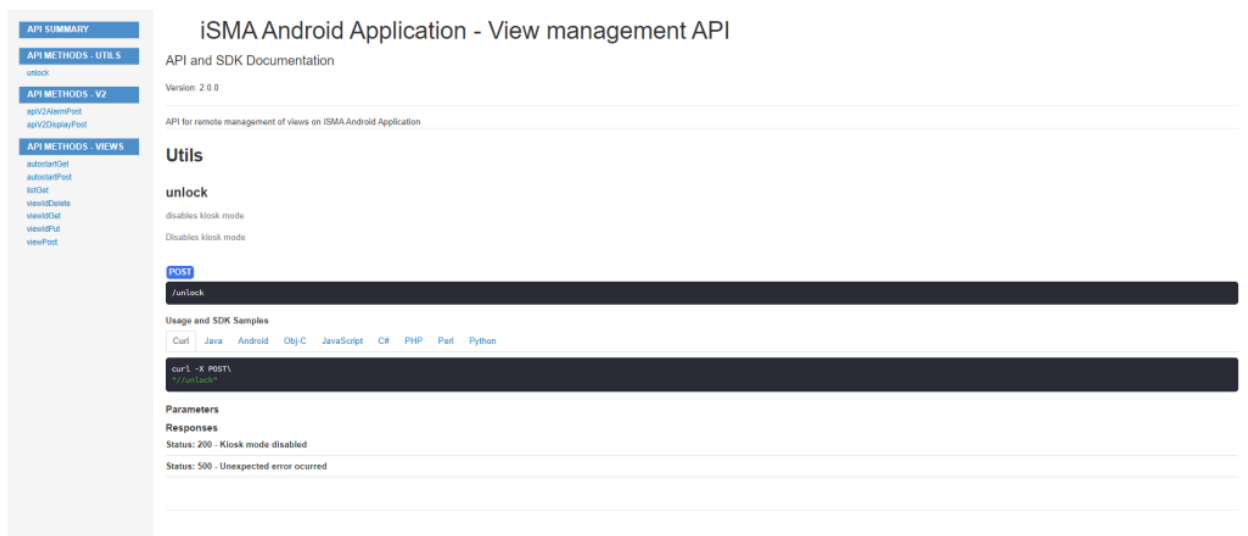 API SUMMARY
API METHODS - UTILS
unlock
API METHODS - V2
apiV2AlarmPost
apiV2DisplayPost
API METHODS - VIEWS
autostartGet
autostartPost
listGet
viewIdDelete
viewIdGet
viewIdPut
viewPost
iSMA Android Application - View management API
API and SDK Documentation
Version: 2.0.0
API for remote management of views on iSMA Android Application
Utils
unlock
disables kiosk mode
Disables kiosk mode
POST
/unlock
Usage and SDK Samples
Curl Java Android Obj-C JavaScript C# PHP Perl Python
curl -X POST\
"//unlock"
Parameters
Responses
Status: 200 - Kiosk mode disabled
Status: 500 - Unexpected error ocurred